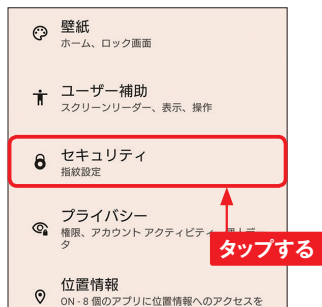 壁紙
ホーム、ロック画面
ユーザー補助
スクリーンリーダー、表示、操作
セキュリティ
指紋設定
プライバシー
権限、アカウント アクティビティ、個人デ
ータ
タップする
位置情報
ON - 8 個のアプリに位置情報へのアクセスを